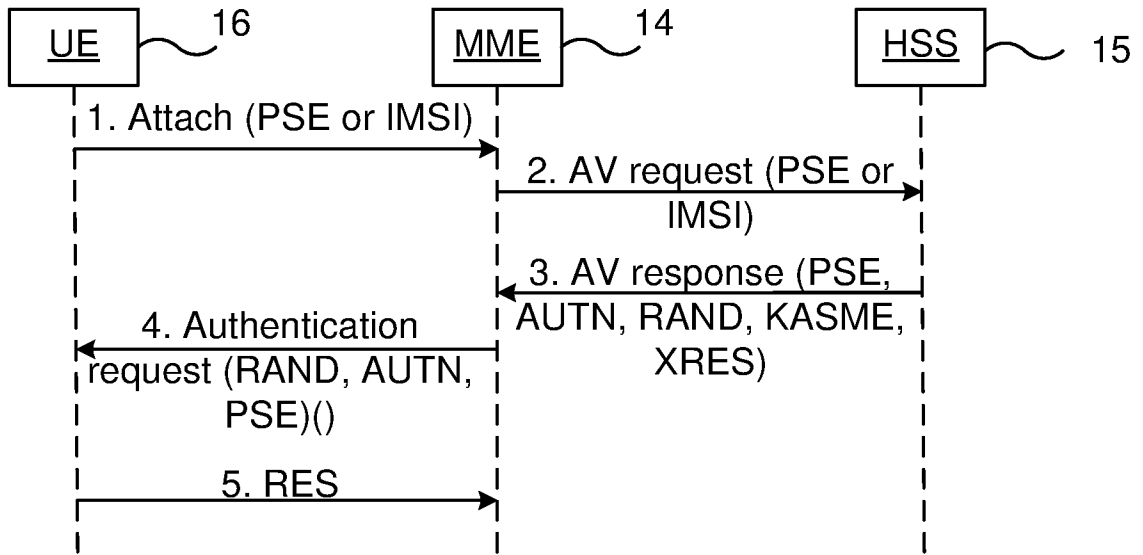 UE
16
MME
14
HSS
15
1. Attach (PSE or IMSI)
2. AV request (PSE or
IMSI)
3. AV response (PSE,
AUTN, RAND, KASME,
XRES)
4. Authentication
request (RAND, AUTN,
PSE)()
5. RES